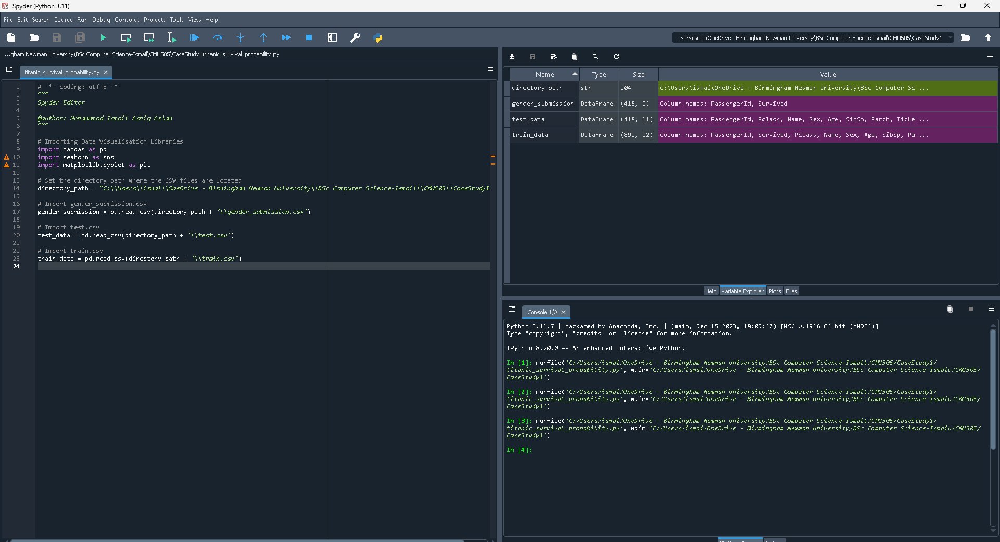 Spyder (Python 3.11)
File Edit Search Source Run Debug Consoles Projects Tools View Help
...sers\ismai\OneDrive - Birmingham Newman University\BSc Computer Science-Ismail\CMU505\CaseStudy1
...gham Newman University\BSc Computer Science-Ismail\CMU505\CaseStudy1\titanic_survival_probability.py
titanic_survival_probability.py
1 # -*- coding: utf-8 -*-
2 """
3 Spyder Editor
4
5 @author: Mohammad Ismail Ashiq Aslam
6 """
7
8 # Importing Data Visualisation Libraries
9 import pandas as pd
10 import seaborn as sns
11 import matplotlib.pyplot as plt
12
13 # Set the directory path where the CSV files are located
14 directory_path = "C:\\Users\\ismai\\OneDrive - Birmingham Newman University\\BSc Computer Science-Ismail\\CMU505\\CaseStudy1
15
16 # Import gender_submission.csv
17 gender_submission = pd.read_csv(directory_path + '\\gender_submission.csv')
18
19 # Import test.csv
20 test_data = pd.read_csv(directory_path + '\\test.csv')
21
22 # Import train.csv
23 train_data = pd.read_csv(directory_path + '\\train.csv')
24
Name Type Size Value
directory_path str 104 C:\Users\ismai\OneDrive - Birmingham Newman University\BSc Computer Sc ...
gender_submission DataFrame (418, 2) Column names: PassengerId, Survived
test_data DataFrame (418, 11) Column names: PassengerId, Pclass, Name, Sex, Age, SibSp, Parch, Ticke ...
train_data DataFrame (891, 12) Column names: PassengerId, Survived, Pclass, Name, Sex, Age, SibSp, Pa ...
Help Variable Explorer Plots Files
Console 1/A
Python 3.11.7 | packaged by Anaconda, Inc. | (main, Dec 15 2023, 18:05:47) [MSC v.1916 64 bit (AMD64)]
Type "copyright", "credits" or "license" for more information.
IPython 8.20.0 -- An enhanced Interactive Python.
In [1]: runfile('C:/Users/ismai/OneDrive - Birmingham Newman University/BSc Computer Science-Ismail/CMU505/CaseStudy1/
titanic_survival_probability.py', wdir='C:/Users/ismai/OneDrive - Birmingham Newman University/BSc Computer Science-Ismail/CMU505/
CaseStudy1')
In [2]: runfile('C:/Users/ismai/OneDrive - Birmingham Newman University/BSc Computer Science-Ismail/CMU505/CaseStudy1/
titanic_survival_probability.py', wdir='C:/Users/ismai/OneDrive - Birmingham Newman University/BSc Computer Science-Ismail/CMU505/
CaseStudy1')
In [3]: runfile('C:/Users/ismai/OneDrive - Birmingham Newman University/BSc Computer Science-Ismail/CMU505/CaseStudy1/
titanic_survival_probability.py', wdir='C:/Users/ismai/OneDrive - Birmingham Newman University/BSc Computer Science-Ismail/CMU505/
CaseStudy1')
In [4]: